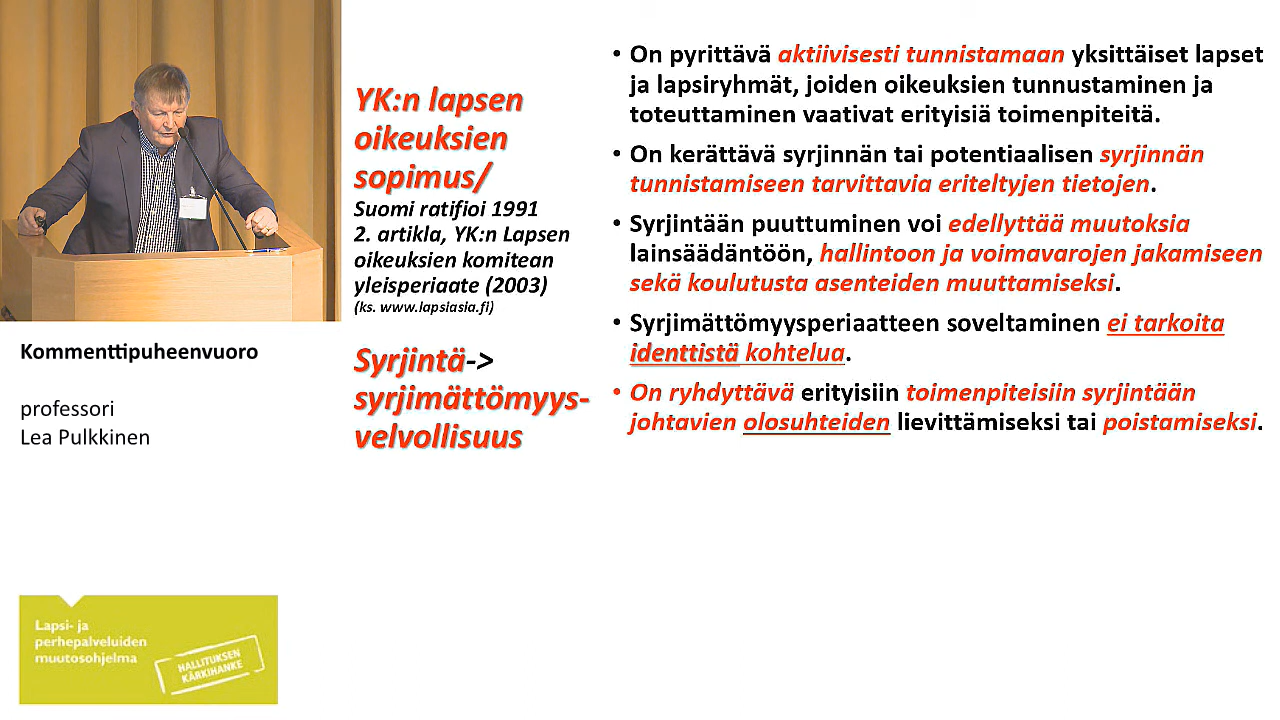 YK:n lapsen
oikeuksien
sopimus/
Suomi ratifioi 1991
2. artikla, YK:n Lapsen
oikeuksien komitean
yleisperiaate (2003)
(ks. www.lapsiasia.fi)
Syrjintä->
syrjimättömyys-
velvollisuus
• On pyrittävä aktiivisesti tunnistamaan yksittäiset lapset
ja lapsiryhmät, joiden oikeuksien tunnustaminen ja
toteuttaminen vaativat erityisiä toimenpiteitä.
• On kerättävä syrjinnän tai potentiaalisen syrjinnän
tunnistamiseen tarvittavia eriteltyjen tietojen.
• Syrjintään puuttuminen voi edellyttää muutoksia
lainsäädäntöön, hallintoon ja voimavarojen jakamiseen
sekä koulutusta asenteiden muuttamiseksi.
• Syrjimättömyysperiaatteen soveltaminen ei tarkoita
identtistä kohtelua.
• On ryhdyttävä erityisiin toimenpiteisiin syrjintään
johtavien olosuhteiden lievittämiseksi tai poistamiseksi.
Kommenttipuheenvuoro
professori
Lea Pulkkinen
Lapsi- ja
perhepalveluiden
muutosohjelma
HALLITUKSEN
KÄRKIHANKE